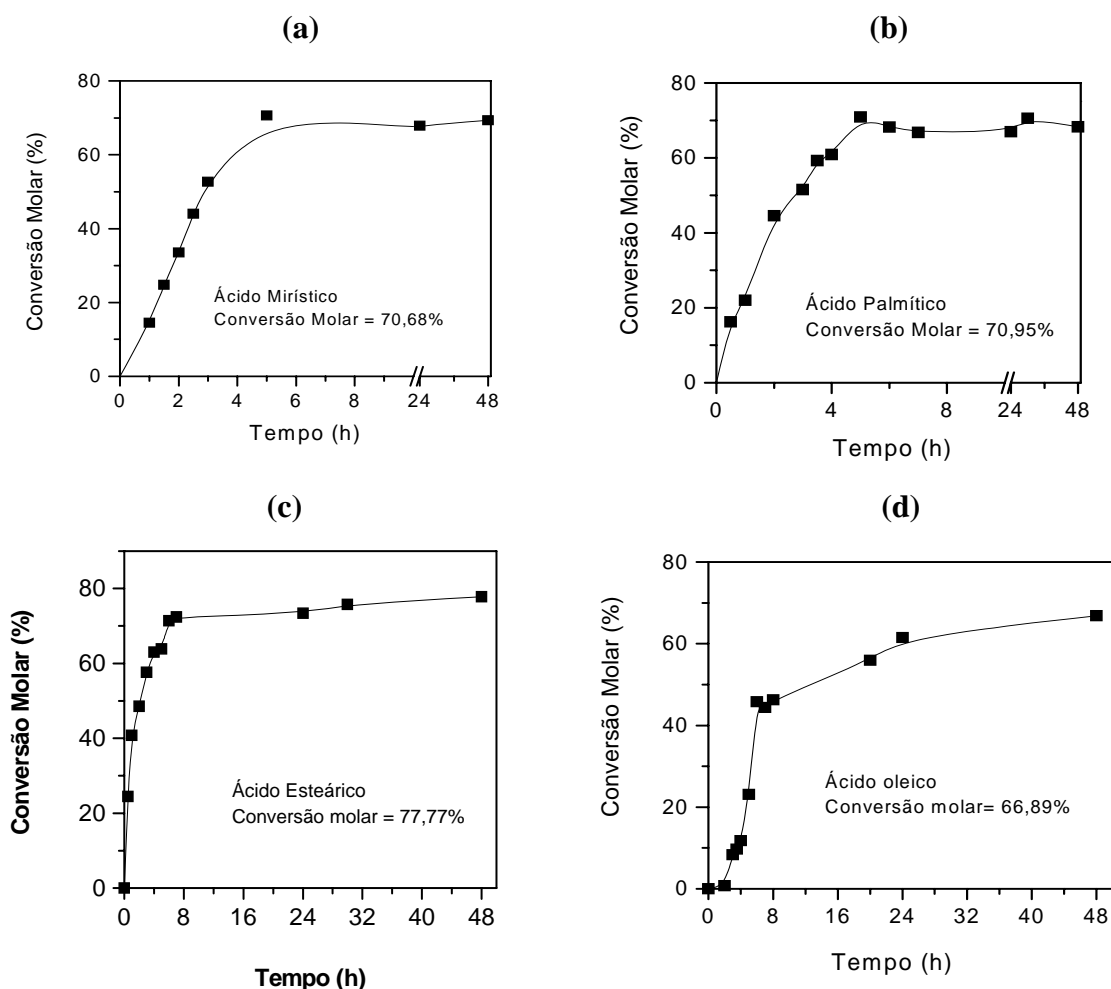 (a)
80
60
40
20
0
Conversão Molar (%)
Ácido Mirístico
Conversão Molar = 70,68%
0 2 4 6 8 24 48
Tempo (h)
(b)
80
60
40
20
0
Conversão Molar (%)
Ácido Palmítico
Conversão Molar = 70,95%
0 4 8 24 48
Tempo (h)
(c)
80
60
40
20
0
Conversão Molar (%)
Ácido Esteárico
Conversão molar = 77,77%
0 8 16 24 32 40 48
Tempo (h)
(d)
80
60
40
20
0
Conversão Molar (%)
Ácido oleico
Conversão molar= 66,89%
0 8 16 24 32 40 48
Tempo (h)